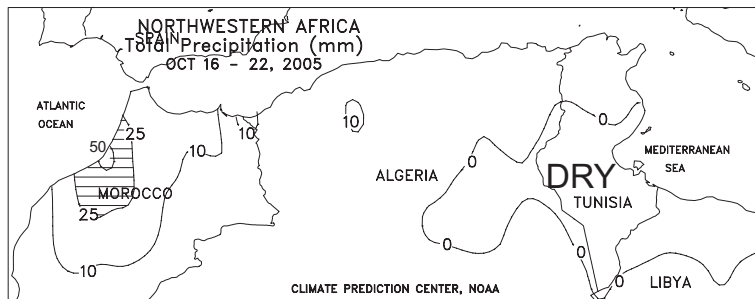 NORTHWESTERN AFRICA
SPAIN
Total Precipitation (mm)
OCT 16 - 22, 2005
ATLANTIC
OCEAN
25
50
10
10
10
0
0
MEDITERRANEAN
SEA
ALGERIA
DRY
MOROCCO
TUNISIA
25
0
0
10
0
LIBYA
CLIMATE PREDICTION CENTER, NOAA